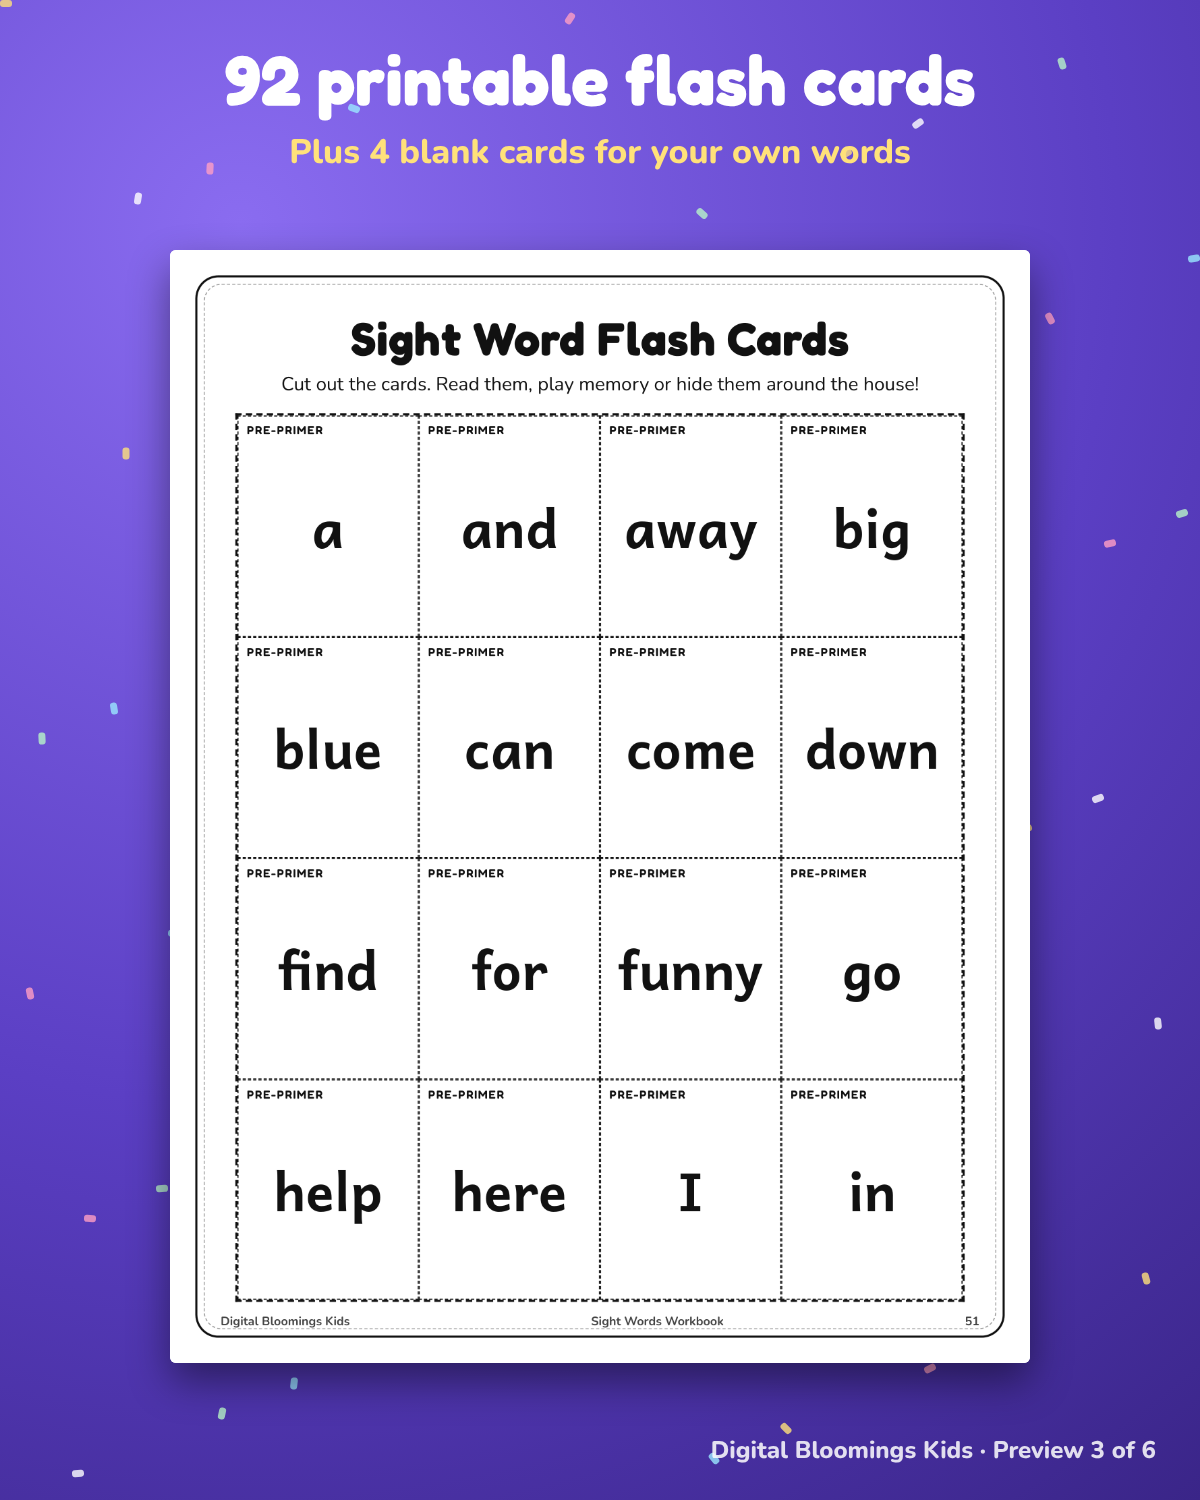 92 printable flash cards
Plus 4 blank cards for your own words
Sight Word Flash Cards
Cut out the cards. Read them, play memory or hide them around the house!
PRE-PRIMER PRE-PRIMER PRE-PRIMER PRE-PRIMER
a and away big
PRE-PRIMER PRE-PRIMER PRE-PRIMER PRE-PRIMER
blue can come down
PRE-PRIMER PRE-PRIMER PRE-PRIMER PRE-PRIMER
find for funny go
PRE-PRIMER PRE-PRIMER PRE-PRIMER PRE-PRIMER
help here I in
Digital Bloomings Kids Sight Words Workbook 51
Digital Bloomings Kids · Preview 3 of 6